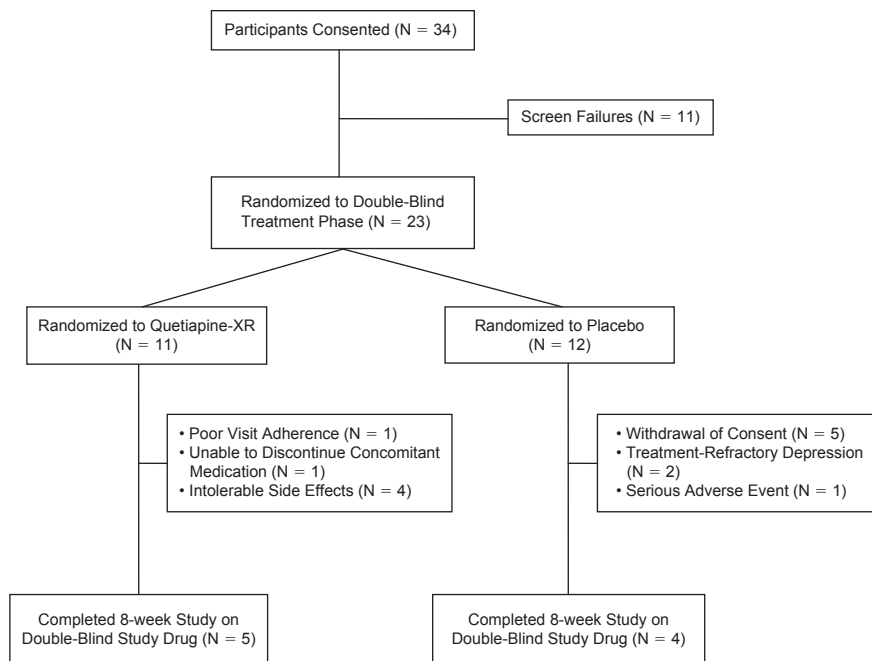 Participants Consented (N = 34)
Screen Failures (N = 11)
Randomized to Double-Blind
Treatment Phase (N = 23)
Randomized to Quetiapine-XR
(N = 11)
Randomized to Placebo
(N = 12)
• Poor Visit Adherence (N = 1)
• Unable to Discontinue Concomitant
Medication (N = 1)
• Intolerable Side Effects (N = 4)
• Withdrawal of Consent (N = 5)
• Treatment-Refractory Depression
(N = 2)
• Serious Adverse Event (N = 1)
Completed 8-week Study on
Double-Blind Study Drug (N = 5)
Completed 8-week Study on
Double-Blind Study Drug (N = 4)